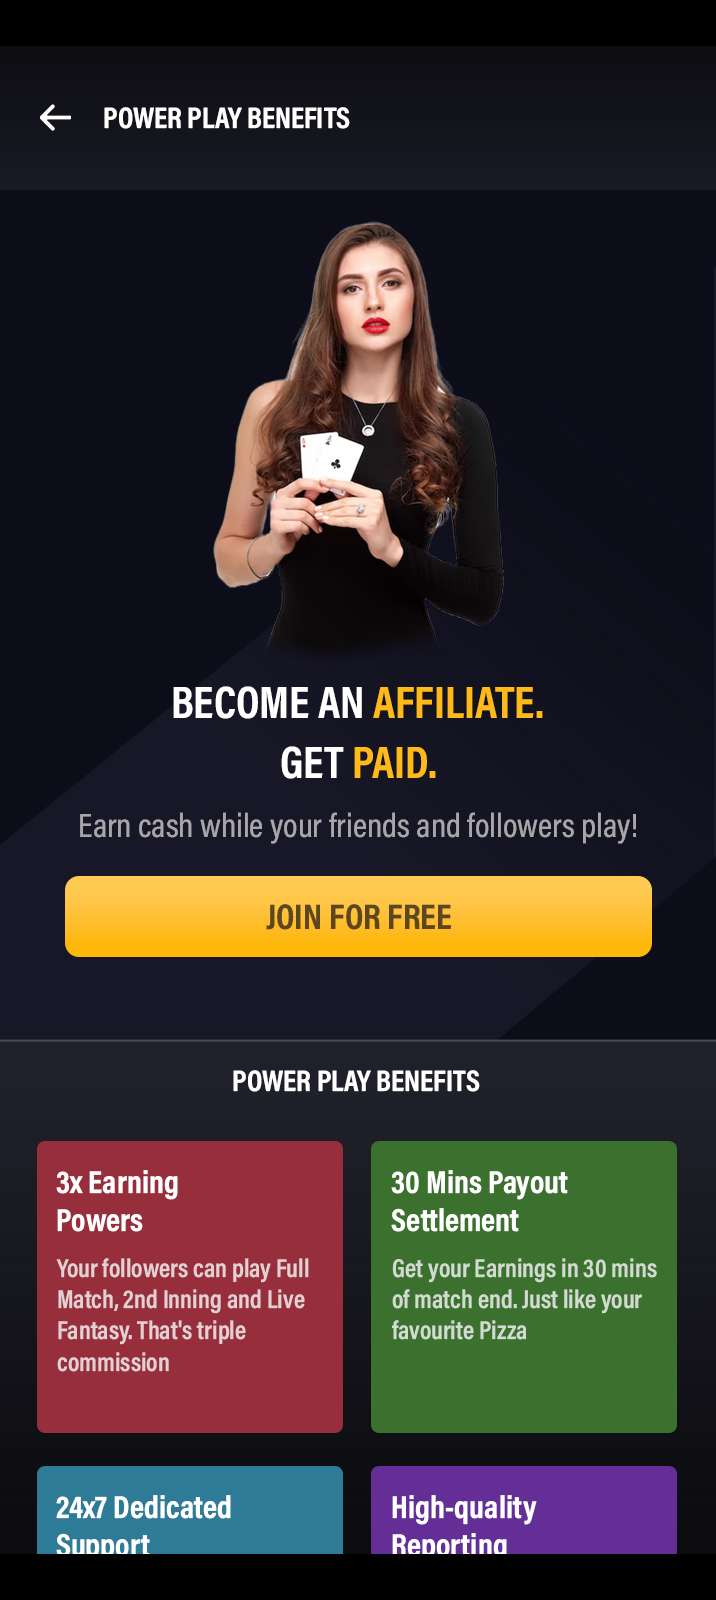 POWER PLAY BENEFITS
BECOME AN AFFILIATE.
GET PAID.
Earn cash while your friends and followers play!
JOIN FOR FREE
POWER PLAY BENEFITS
3x Earning
Powers
Your followers can play Full
Match, 2nd Inning and Live
Fantasy. That's triple
commission
30 Mins Payout
Settlement
Get your Earnings in 30 mins
of match end. Just like your
favourite Pizza
24x7 Dedicated
Support
High-quality
Reporting